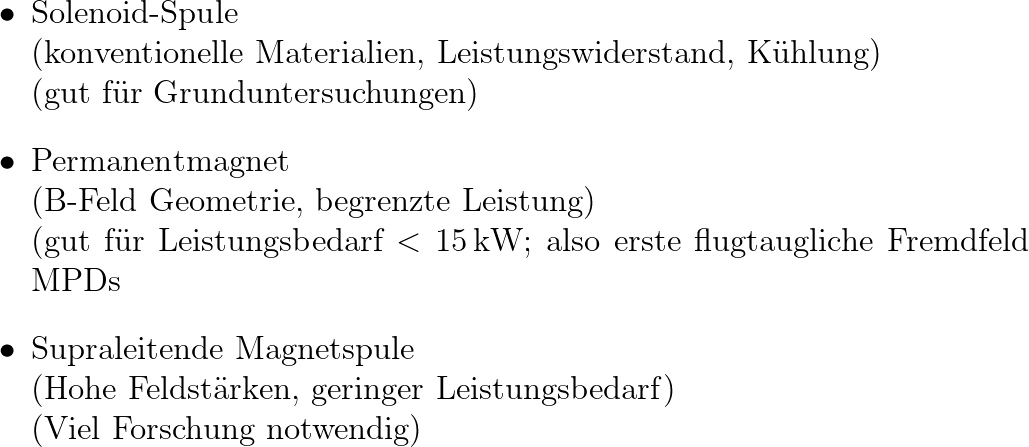 • Solenoid-Spule
(konventionelle Materialien, Leistungswiderstand, Kühlung)
(gut für Grunduntersuchungen)
• Permanentmagnet
(B-Feld Geometrie, begrenzte Leistung)
(gut für Leistungsbedarf < 15 kW; also erste flugtaugliche Fremdfeld
MPDs
• Supraleitende Magnetspule
(Hohe Feldstärken, geringer Leistungsbedarf)
(Viel Forschung notwendig)